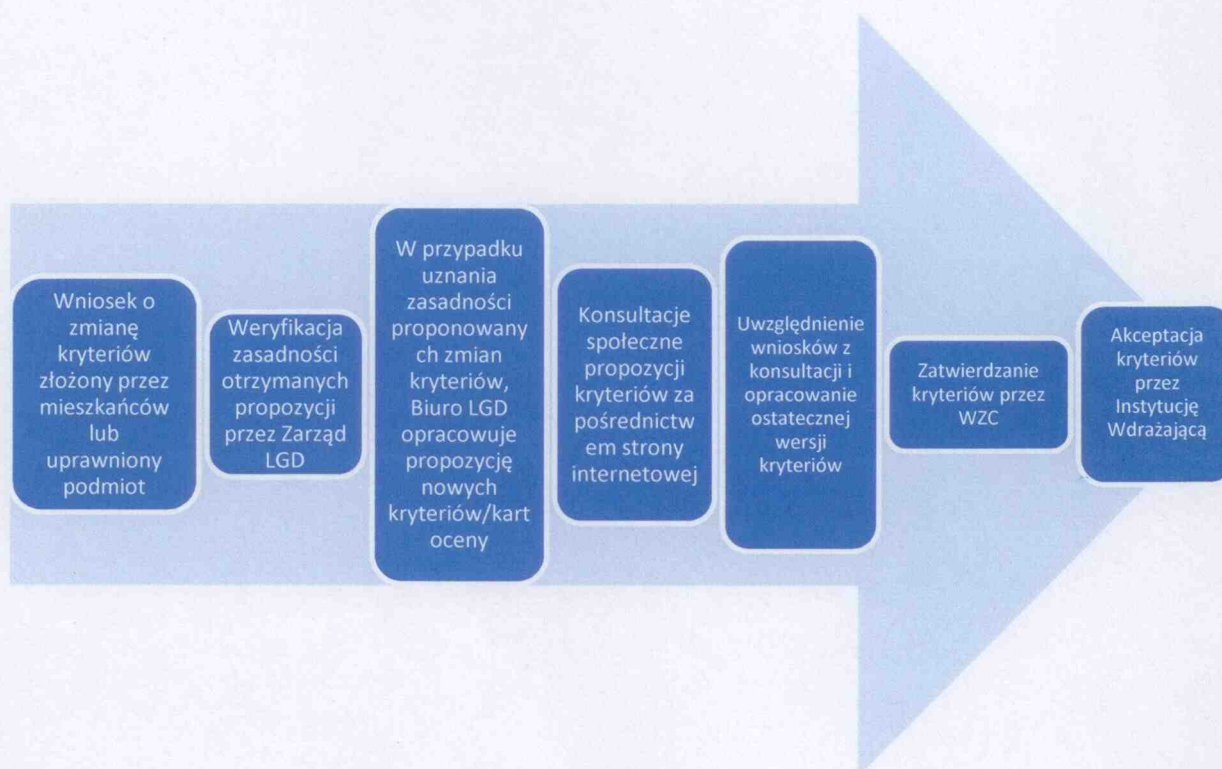 Wniosek o
zmianę
kryteriów
złożony przez
mieszkańców
lub
uprawniony
podmiot
Weryfikacja
zasadności
otrzymanych
propozycji
przez Zarząd
LGD
W przypadku
uznania
zasadności
proponowany
ch zmian
kryteriów,
Biuro LGD
opracowuje
propozycję
nowych
kryteriów/kart
oceny
Konsultacje
społeczne
propozycji
kryteriów za
pośrednictw
em strony
internetowej
Uwzględnienie
wniosków z
konsultacji i
opracowanie
ostatecznej
wersji
kryteriów
Zatwierdzanie
kryteriów przez
WZC
Akceptacja
kryteriów
przez
Instytucję
Wdrażającą